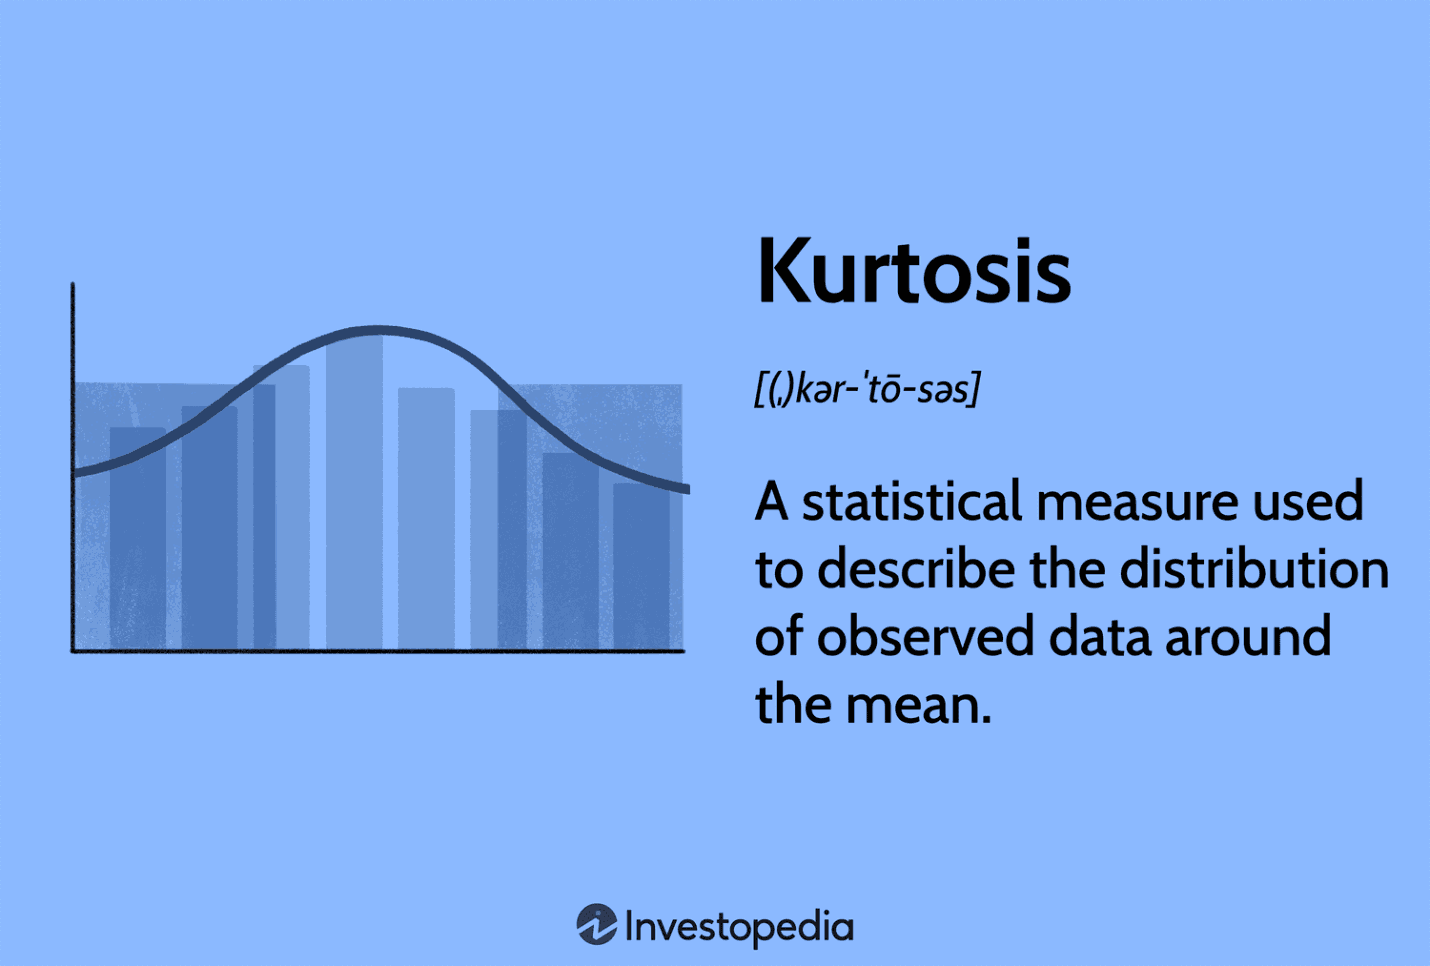 Kurtosis
[(ˌ)kər-ˈtō-səs]
A statistical measure used
to describe the distribution
of observed data around
the mean.
Investopedia